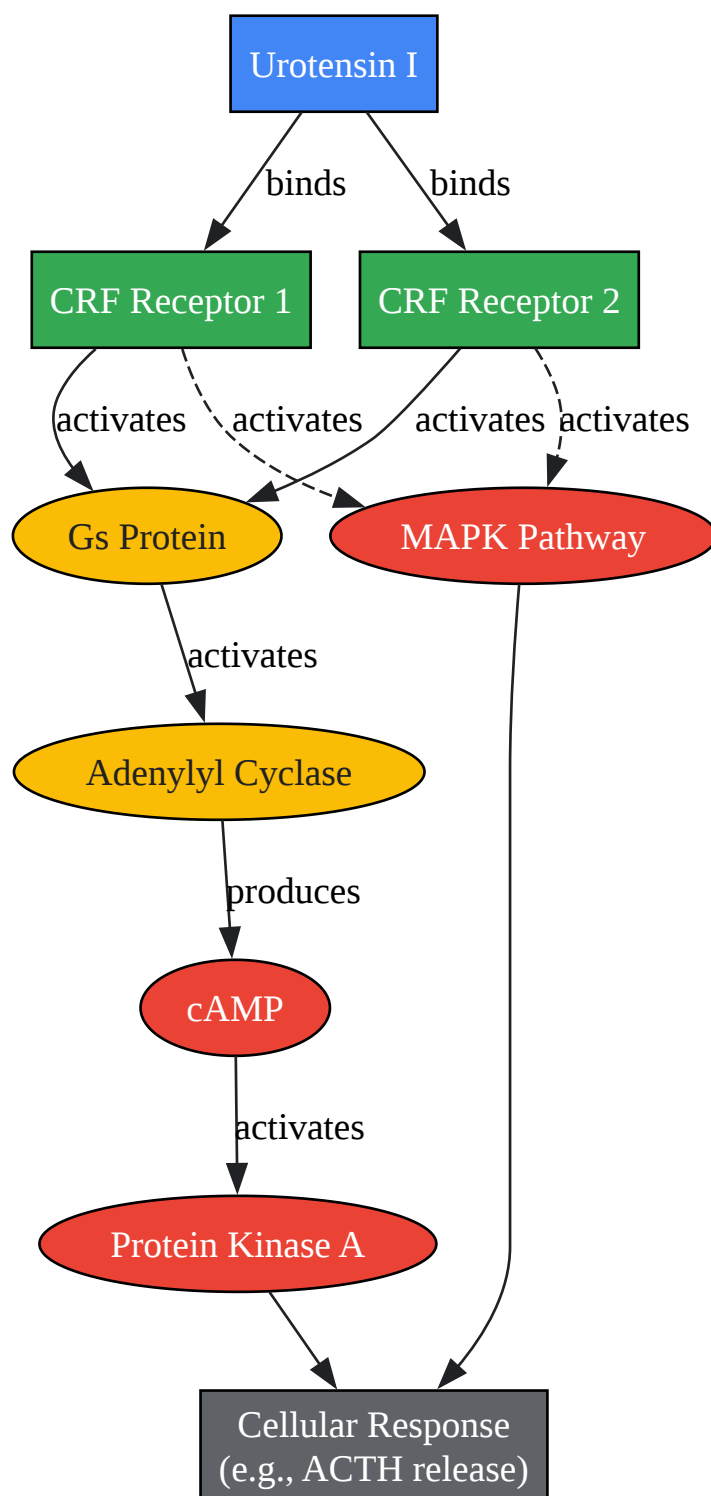 Urotensin I
binds
binds
CRF Receptor 1
CRF Receptor 2
activates
activates
activates
activates
Gs Protein
MAPK Pathway
activates
Adenylyl Cyclase
produces
cAMP
activates
Protein Kinase A
Cellular Response
(e.g., ACTH release)